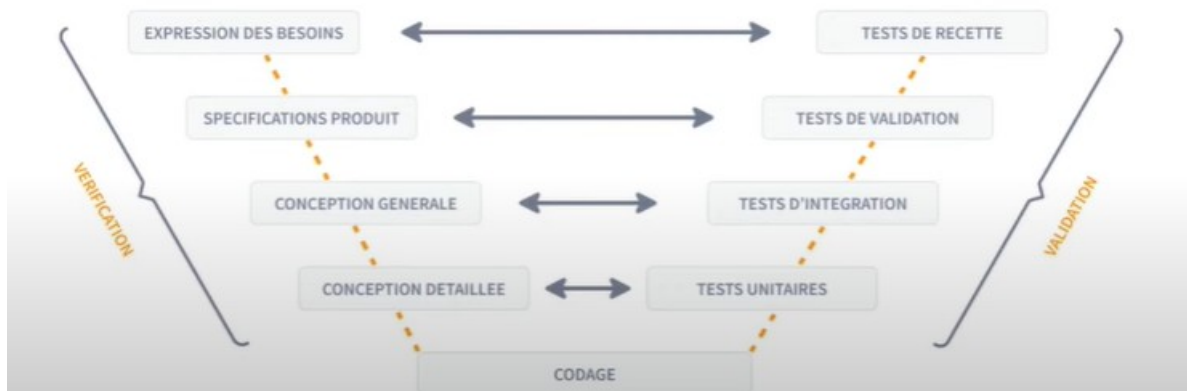 EXPRESSION DES BESOINS
TESTS DE RECETTE
SPECIFICATIONS PRODUIT
TESTS DE VALIDATION
VERIFICATION
CONCEPTION GENERALE
TESTS D'INTEGRATION
VALIDATION
CONCEPTION DETAILLEE
TESTS UNITAIRES
CODAGE